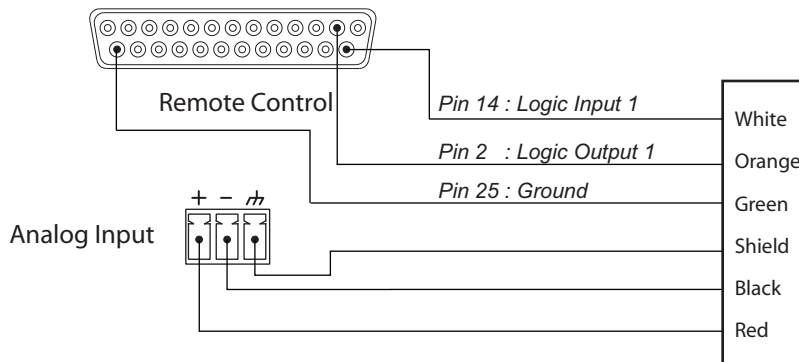 Remote Control
Pin 14 : Logic Input 1
White
Pin 2 : Logic Output 1
Orange
Pin 25 : Ground
Green
+ −
Analog Input
Shield
Black
Red